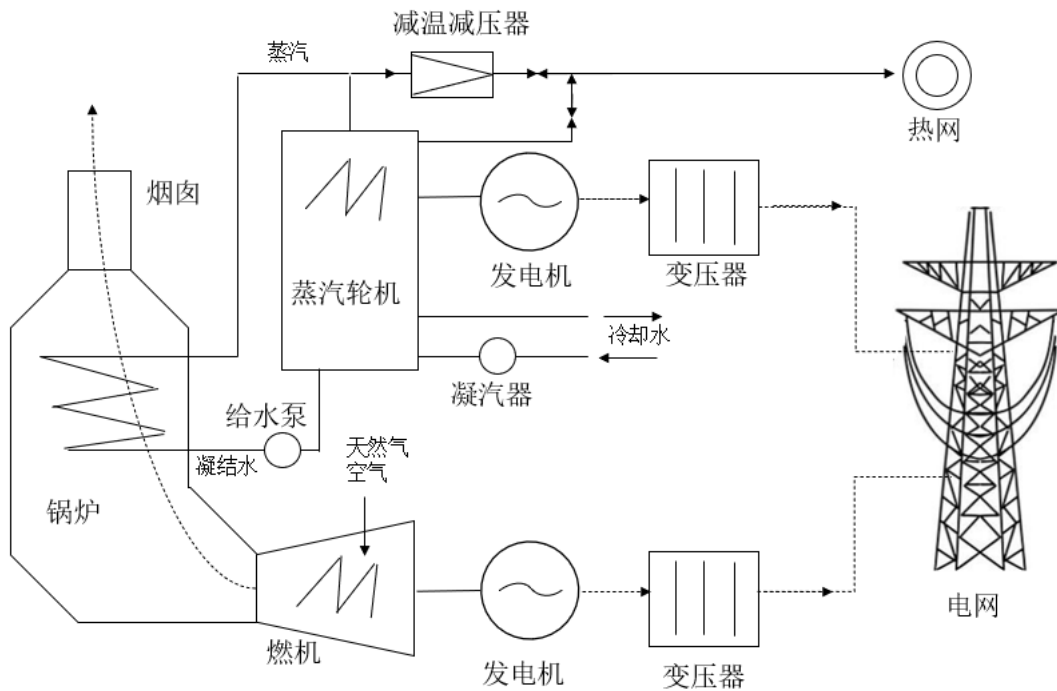 减温减压器
蒸汽
热网
烟囱
蒸汽轮机
发电机
变压器
冷却水
凝汽器
给水泵
凝结水
天然气
空气
锅炉
燃机
发电机
变压器
电网